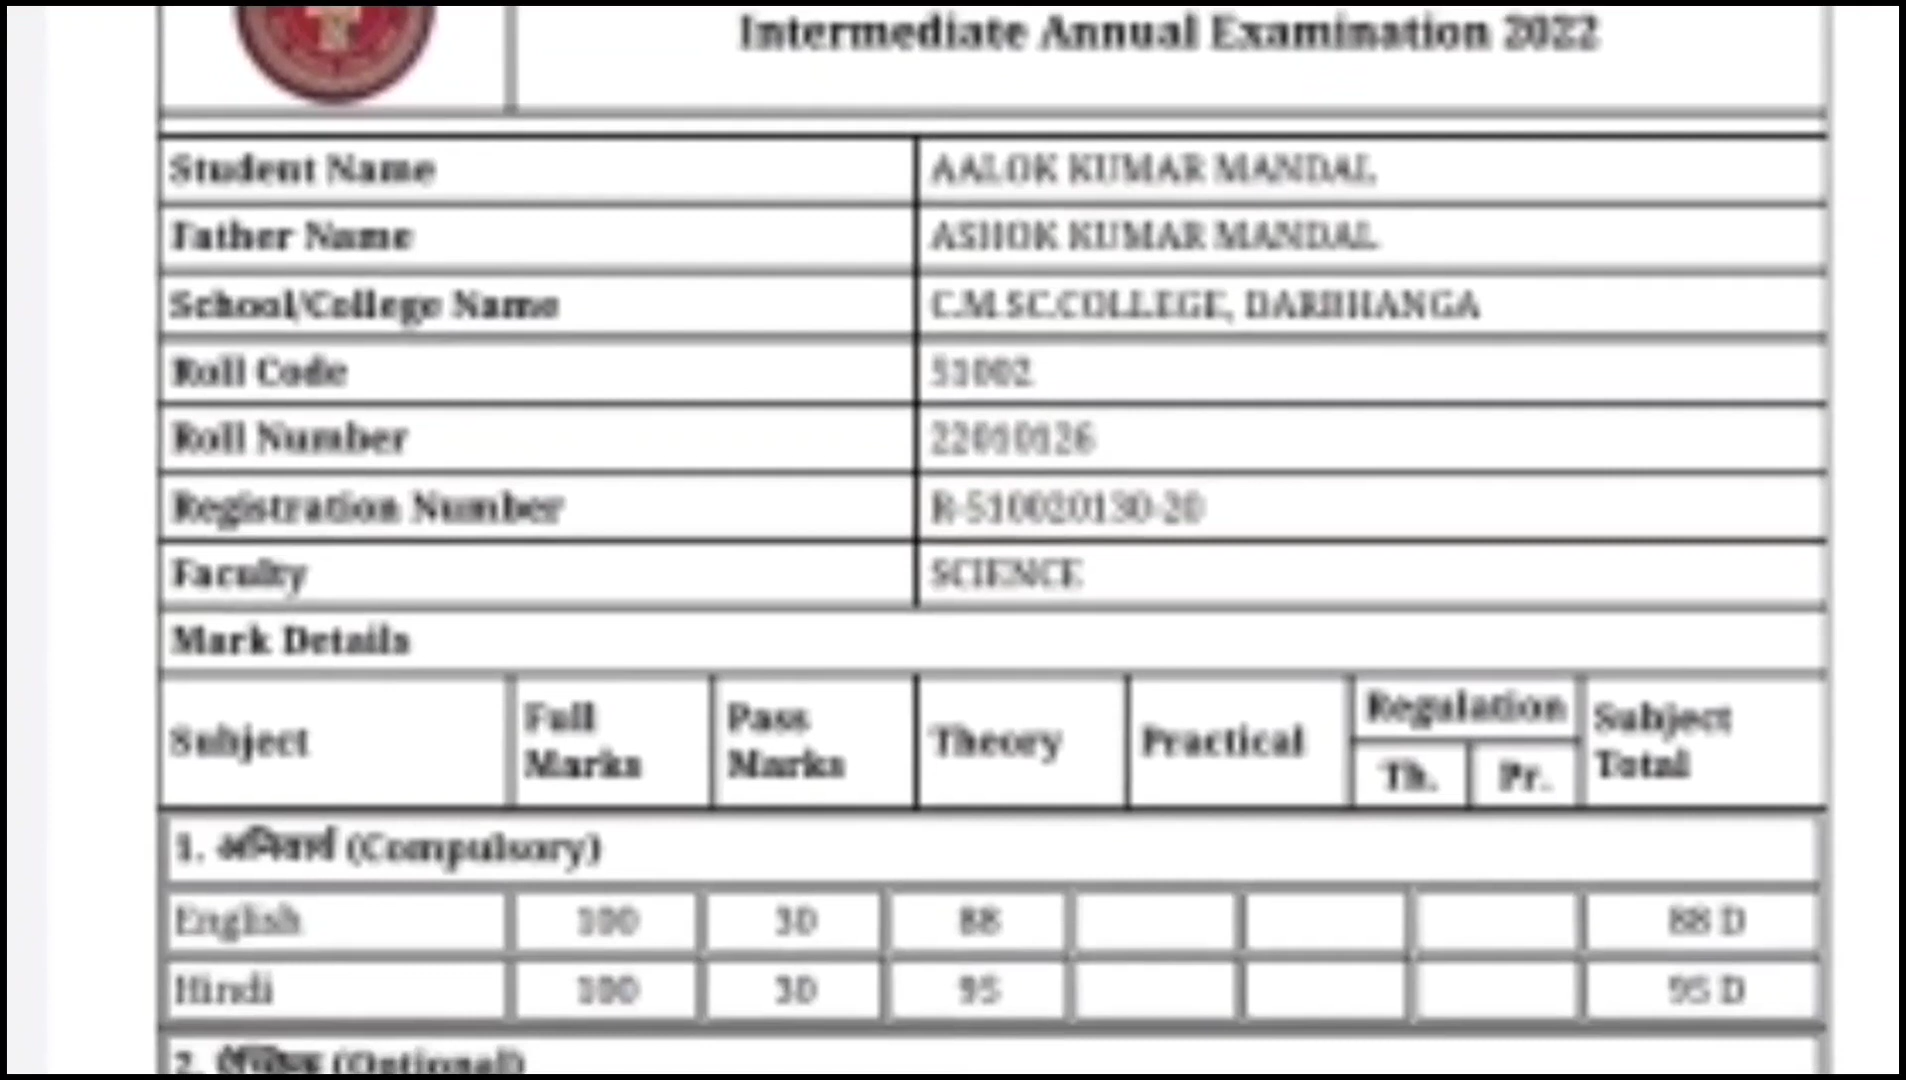 Intermediate Annual Examination 2022
Student Name AALOK KUMAR MANDAL
Father Name ASHOK KUMAR MANDAL
School/College Name C.M.SC.COLLEGE, DARBHANGA
Roll Code 51002
Roll Number 22010126
Registration Number R-510020130-20
Faculty SCIENCE
Mark Details
Subject Full Marks Pass Marks Theory Practical Regulation Th. Pr. Subject Total
1. अनिवार्य (Compulsory)
English 100 30 88 88 D
Hindi 100 30 95 95 D
2. ऐच्छिक (Optional)